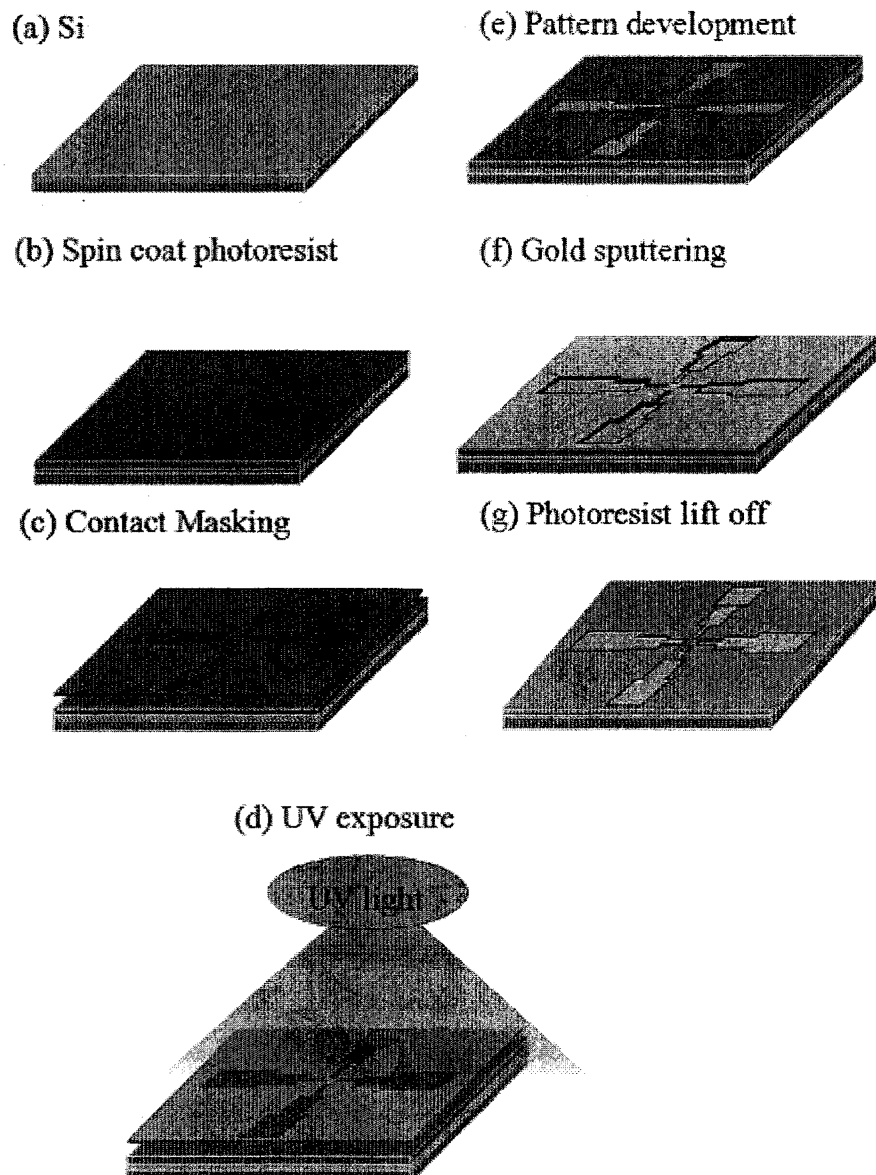 (a) Si
(b) Spin coat photoresist
(c) Contact Masking
(d) UV exposure
UV light
(e) Pattern development
(f) Gold sputtering
(g) Photoresist lift off